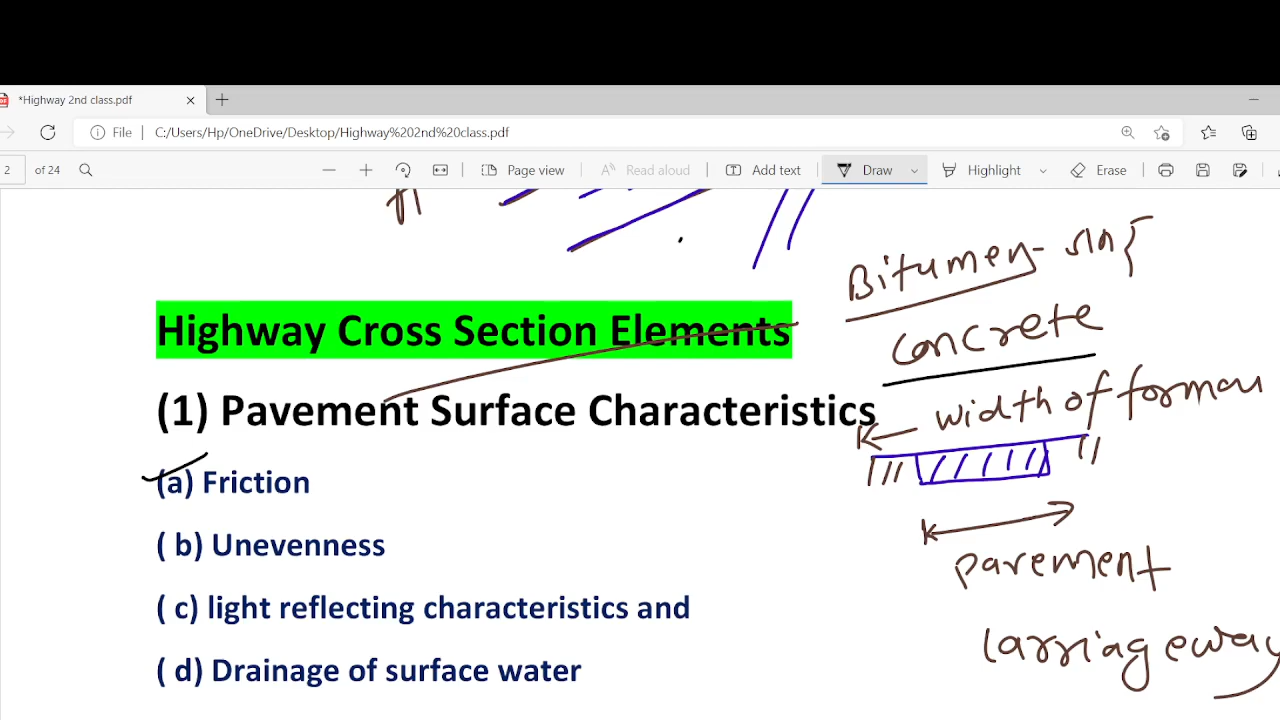 *Highway 2nd class.pdf
File C:/Users/Hp/OneDrive/Desktop/Highway%202nd%20class.pdf
2 of 24 Page view Read aloud Add text Draw Highlight Erase
Bitumen-
Concrete
Highway Cross Section Elements
(1) Pavement Surface Characteristics
width of
(a) Friction
( b) Unevenness
pavement
( c) light reflecting characteristics and
( d) Drainage of surface water